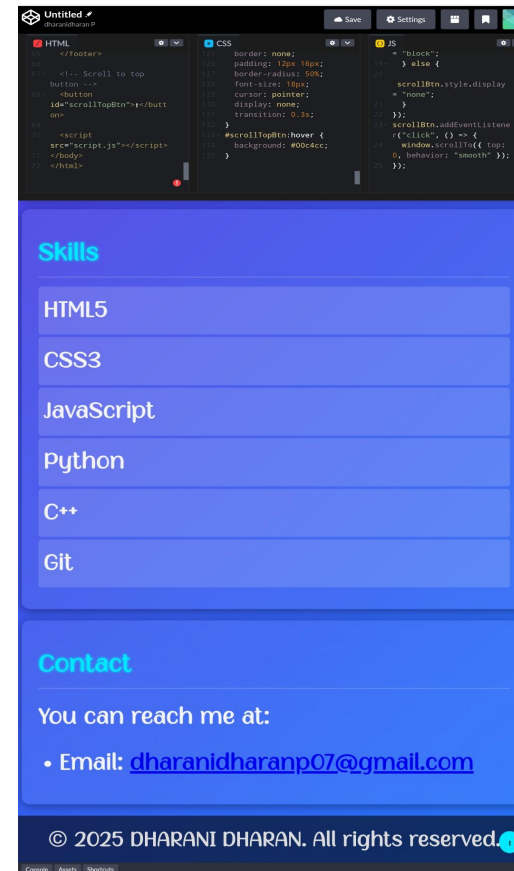 Untitled
dharanidharan P
Save
Settings
HTML
</footer>
<!-- Scroll to top
button -->
<button
id="scrollTopBtn">↑</butt
on>
<script
src="script.js"></script>
</body>
</html>
CSS
border: none;
padding: 12px 16px;
border-radius: 50%;
font-size: 18px;
cursor: pointer;
display: none;
transition: 0.3s;
}
#scrollTopBtn:hover {
background: #00c4cc;
}
JS
= "block";
} else {
scrollBtn.style.display
= "none";
}
});
scrollBtn.addEventListene
r("click", () => {
window.scrollTo({ top:
0, behavior: "smooth" });
});
Skills
HTML5
CSS3
JavaScript
Python
C++
Git
Contact
You can reach me at:
• Email: dharanidharanp07@gmail.com
© 2025 DHARANI DHARAN. All rights reserved.
Console Assets Shortcuts